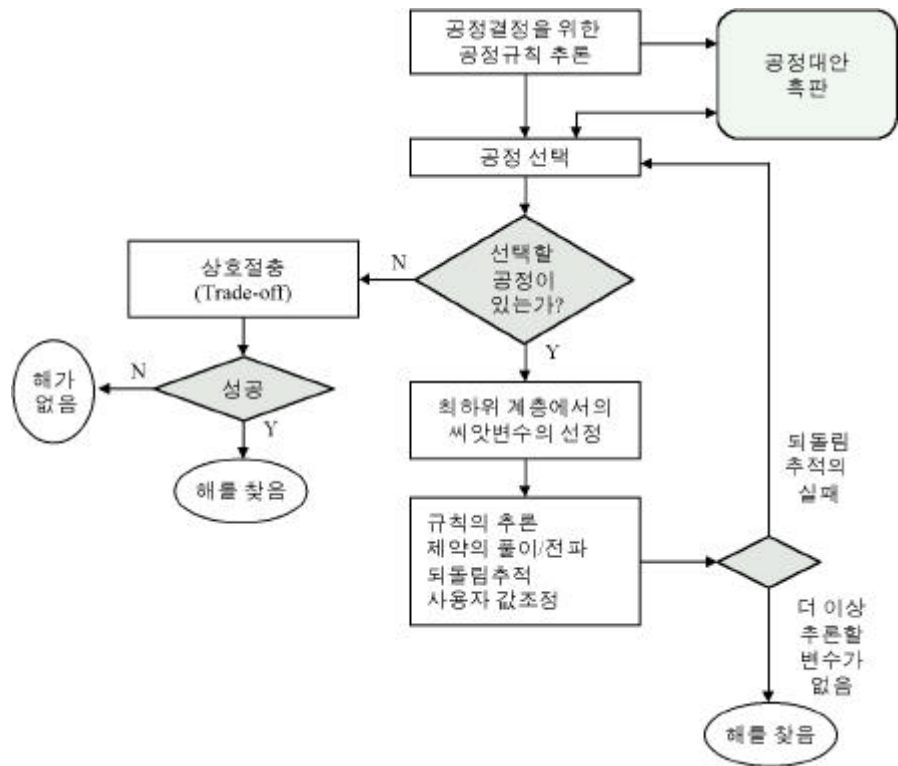 공정결정을 위한
공정규칙 추론
공정대안
흑판
공정 선택
선택할
공정이
있는가?
N
상호절충
(Trade-off)
Y
해가
없음
N
성공
Y
해를 찾음
최하위 계층에서의
씨앗변수의 선정
되돌림
추적의
실패
규칙의 추론
제약의 풀이/전파
되돌림추적
사용자 값조정
더 이상
추론할
변수가
없음
해를 찾음